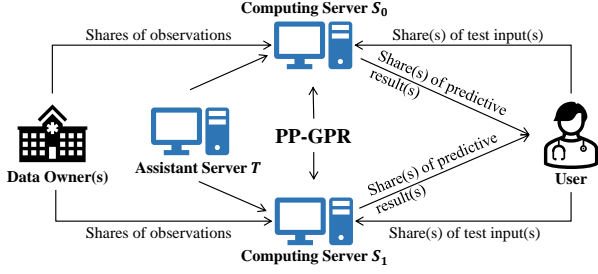 Computing Server S₀
Shares of observations
Share(s) of test input(s)
Share(s) of predictive
result(s)
PP-GPR
Assistant Server T
Data Owner(s)
User
Share(s) of predictive
result(s)
Shares of observations
Share(s) of test input(s)
Computing Server S₁